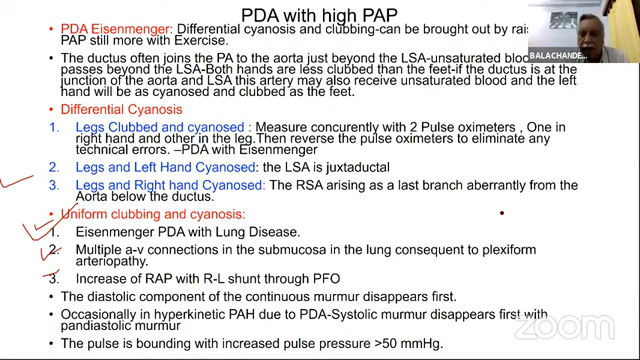 PDA with high PAP
• PDA Eisenmenger: Differential cyanosis and clubbing-can be brought out by rais
PAP still more with Exercise.
• The ductus often joins the PA to the aorta just beyond the LSA-unsaturated bloo
passes beyond the LSA-Both hands are less clubbed than the feet-if the ductus is at the
junction of the aorta and LSA this artery may also receive unsaturated blood and the left
hand will be as cyanosed and clubbed as the feet.
• Differential Cyanosis
1. Legs Clubbed and cyanosed : Measure concurently with 2 Pulse oximeters , One in
right hand and other in the leg.Then reverse the pulse oximeters to eliminate any
technical errors. –PDA with Eisenmenger
2. Legs and Left Hand Cyanosed: the LSA is juxtaductal
3. Legs and Right hand Cyanosed: The RSA arising as a last branch aberrantly from the
Aorta below the ductus.
• Uniform clubbing and cyanosis:
1. Eisenmenger PDA with Lung Disease.
2. Multiple a-v connections in the submucosa in the lung consequent to plexiform
arteriopathy.
3. Increase of RAP with R-L shunt through PFO
• The diastolic component of the continuous murmur disappears first.
• Occasionally in hyperkinetic PAH due to PDA-Systolic murmur disappears first with
pandiastolic murmur
• The pulse is bounding with increased pulse pressure >50 mmHg.
BALACHANDE
zoom